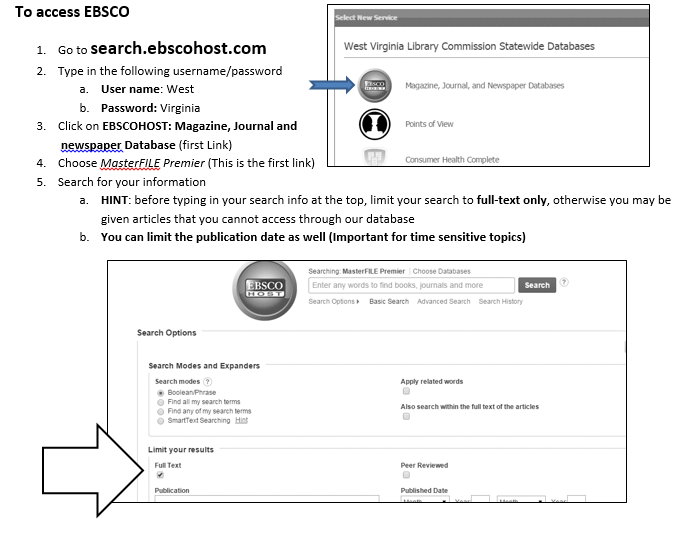 To access EBSCO
1. Go to search.ebscohost.com
2. Type in the following username/password
a. User name: West
b. Password: Virginia
3. Click on EBSCOHOST: Magazine, Journal and
newspaper Database (first Link)
4. Choose MasterFILE Premier (This is the first link)
5. Search for your information
a. HINT: before typing in your search info at the top, limit your search to full-text only, otherwise you may be
given articles that you cannot access through our database
b. You can limit the publication date as well (Important for time sensitive topics)
Select New Service
West Virginia Library Commission Statewide Databases
EBSCO
HOST
Magazine, Journal, and Newspaper Databases
Points of View
Consumer Health Complete
EBSCO
HOST
Searching: MasterFILE Premier | Choose Databases
Enter any words to find books, journals and more
Search
?
Search Options Basic Search Advanced Search Search History
Search Options
Search Modes and Expanders
Search modes ?
Boolean/Phrase
Find all my search terms
Find any of my search terms
SmartText Searching Hint
Apply related words
Also search within the full text of the articles
Limit your results
Full Text
Peer Reviewed
Publication
Published Date
Month Year Month Year